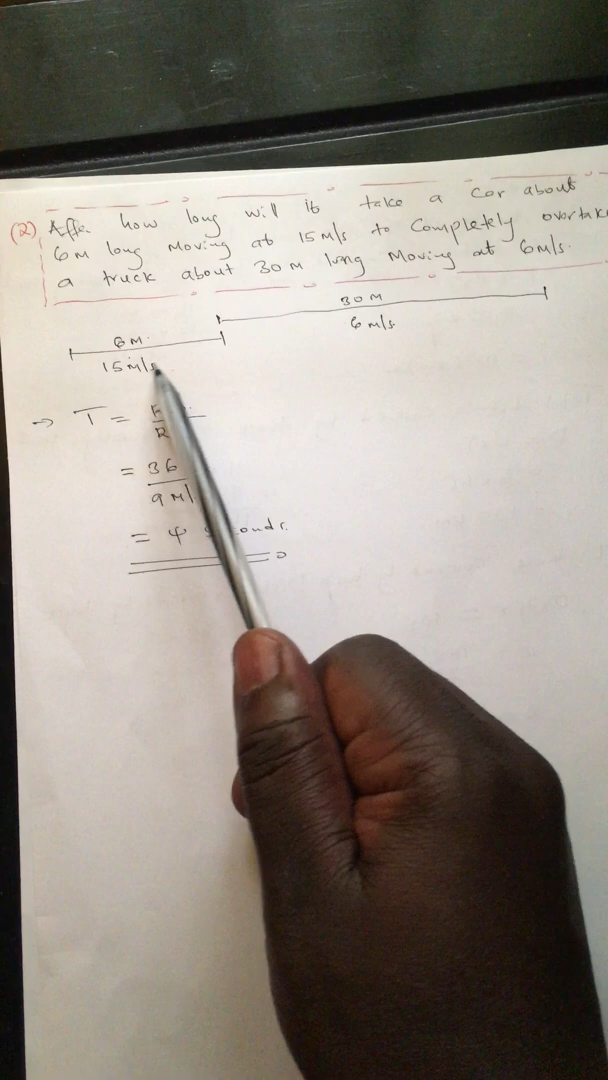 (2) After how long will it take a car about
6m long moving at 15m/s to completely overtake
a truck about 30m long moving at 6m/s.
30m
6m/s
6m.
15m/s
→ T =
= 36
9m/
= 4 onds.